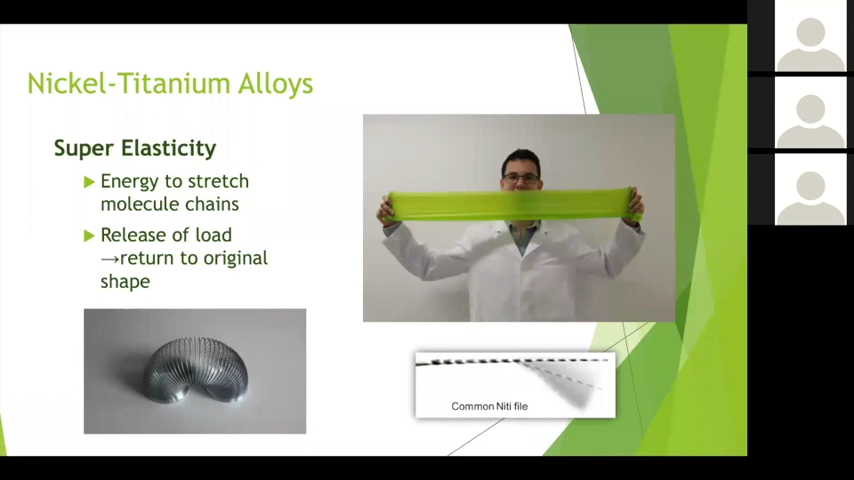 Nickel-Titanium Alloys
Super Elasticity
Energy to stretch
molecule chains
Release of load
→return to original
shape
Common Niti file